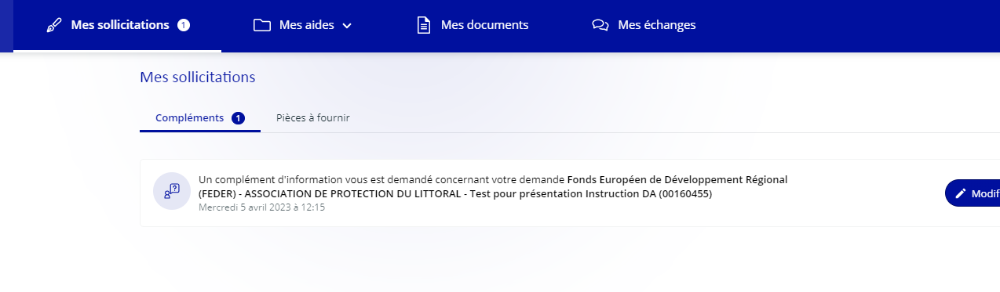 Mes sollicitations 1 Mes aides Mes documents Mes échanges
Mes sollicitations
Compléments 1 Pièces à fournir
Un complément d'information vous est demandé concernant votre demande Fonds Européen de Développement Régional
(FEDER) - ASSOCIATION DE PROTECTION DU LITTORAL - Test pour présentation Instruction DA (00160455)
Mercredi 5 avril 2023 à 12:15
Modif